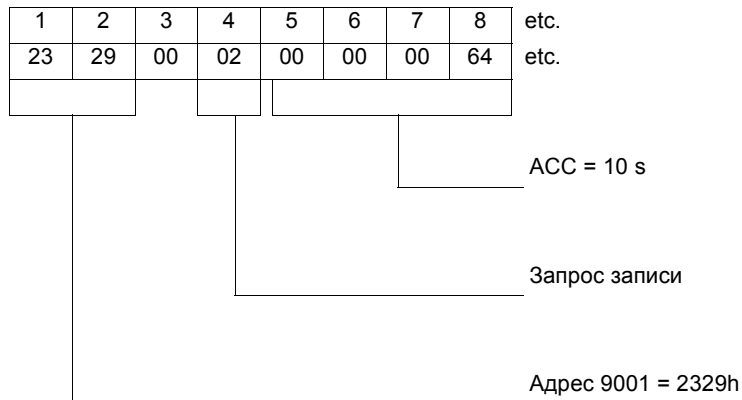 1 2 3 4 5 6 7 8 etc.
23 29 00 02 00 00 00 64 etc.
ACC = 10 s
Запрос записи
Адрес 9001 = 2329h